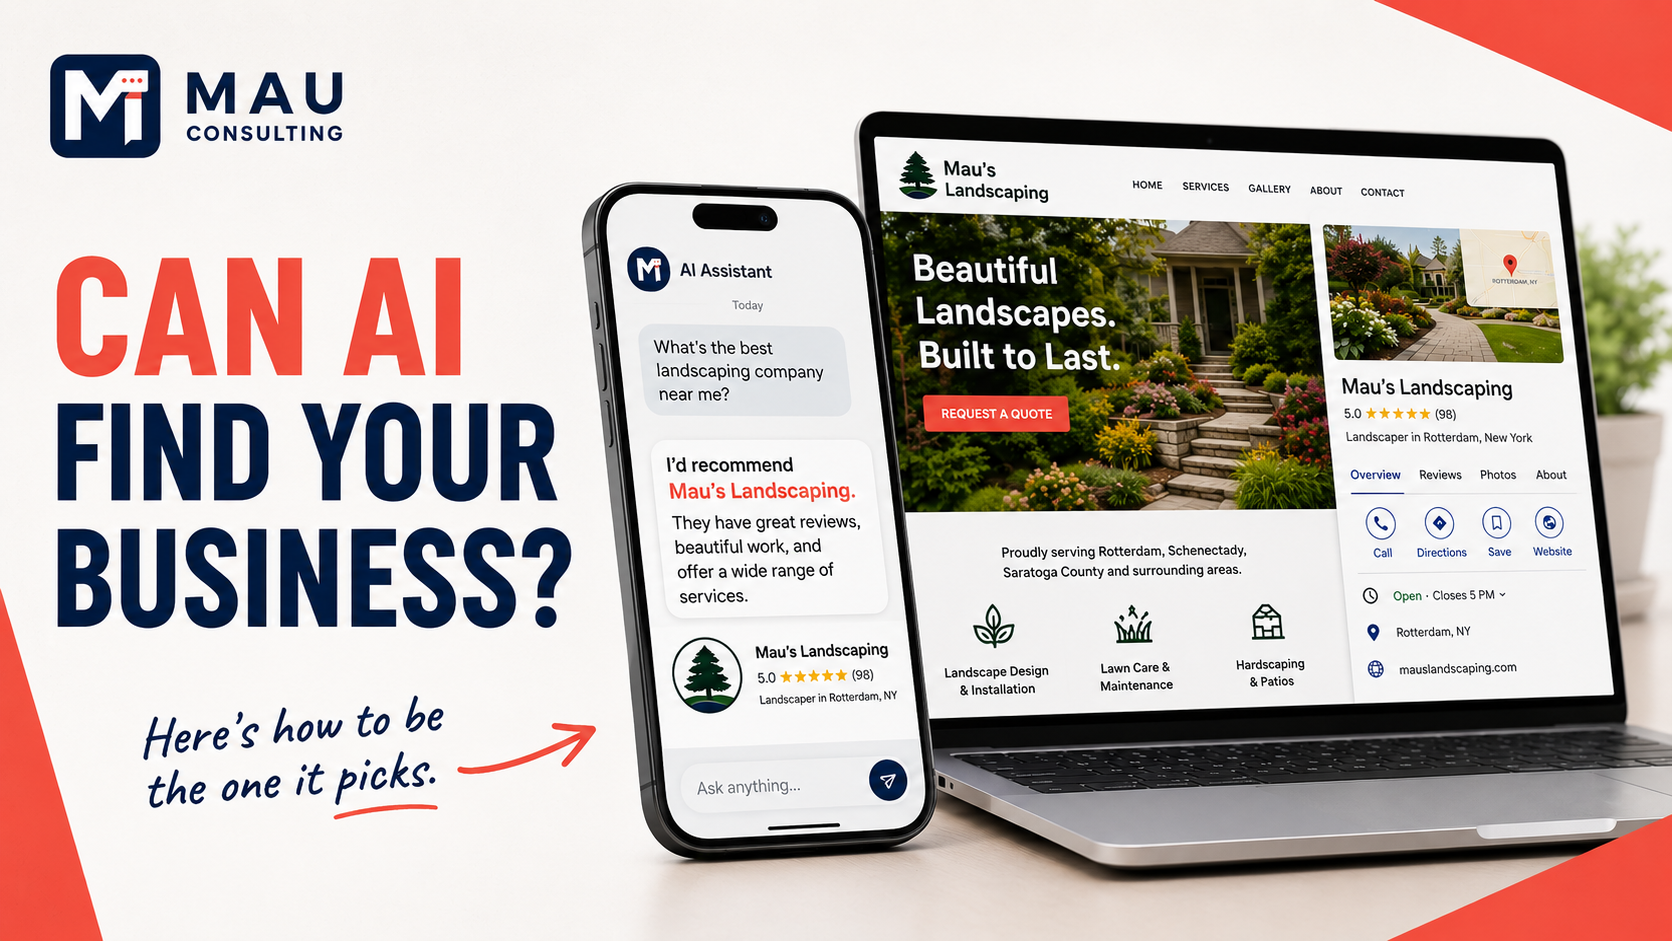 MAU
CONSULTING
CAN AI
FIND YOUR
BUSINESS?
Here's how to be
the one it picks.
AI Assistant
Today
What's the best
landscaping company
near me?
I'd recommend
Mau's Landscaping.
They have great reviews,
beautiful work, and
offer a wide range of
services.
Mau's Landscaping
5.0 ★★★★★ (98)
Landscaper in Rotterdam, NY
Ask anything...
Mau's
Landscaping
HOME SERVICES GALLERY ABOUT CONTACT
Beautiful
Landscapes.
Built to Last.
REQUEST A QUOTE
Proudly serving Rotterdam, Schenectady,
Saratoga County and surrounding areas.
Landscape Design
& Installation
Lawn Care &
Maintenance
Hardscaping
& Patios
ROTTERDAM, NY
Mau's Landscaping
5.0 ★★★★★ (98)
Landscaper in Rotterdam, New York
Overview Reviews Photos About
Call Directions Save Website
Open · Closes 5 PM
Rotterdam, NY
mauslandscaping.com